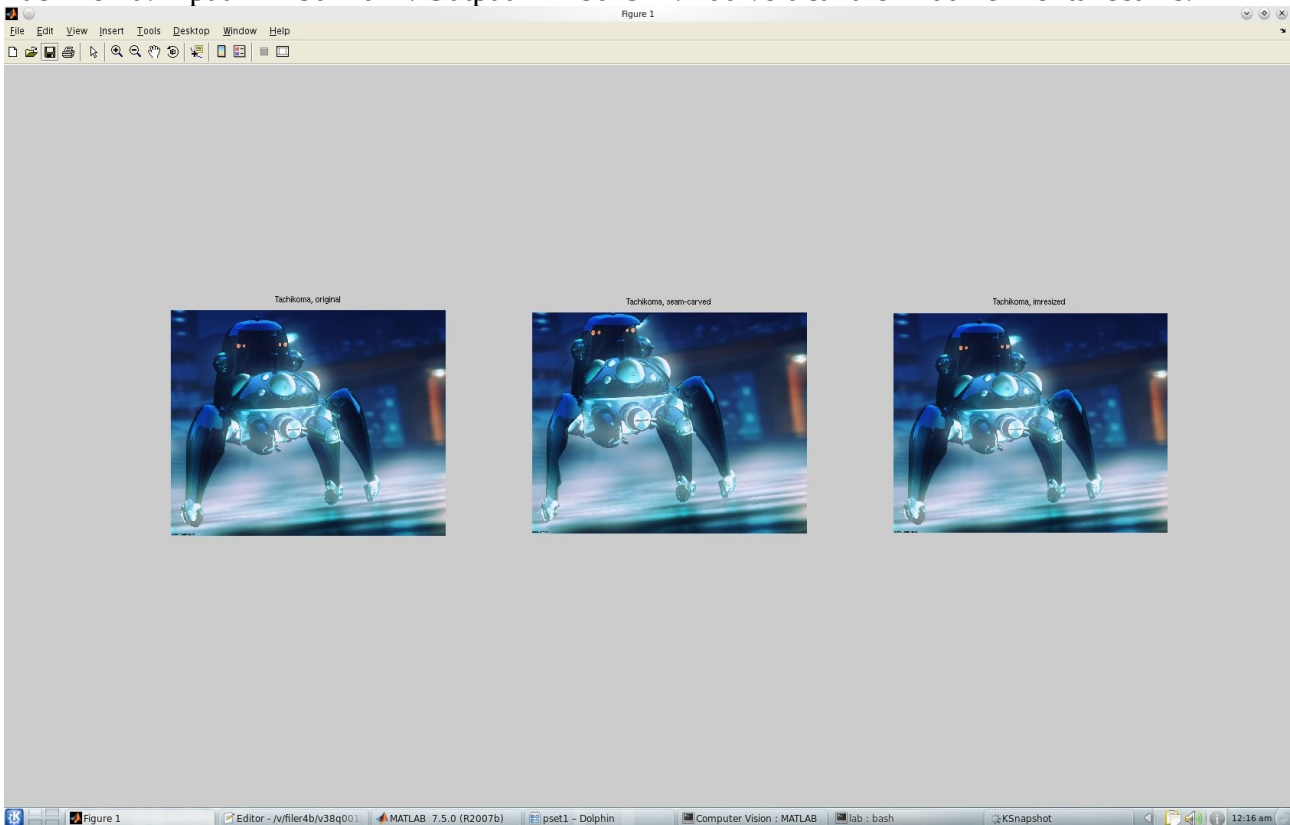 Figure 1
File Edit View Insert Tools Desktop Window Help
Tachikoma, original
Tachikoma, seam-carved
Tachikoma, imresized
Figure 1
Editor - /v/filer4b/v38q001
MATLAB 7.5.0 (R2007b)
pset1 - Dolphin
Computer Vision : MATLAB
lab : bash
KSnapshot
12:16 am